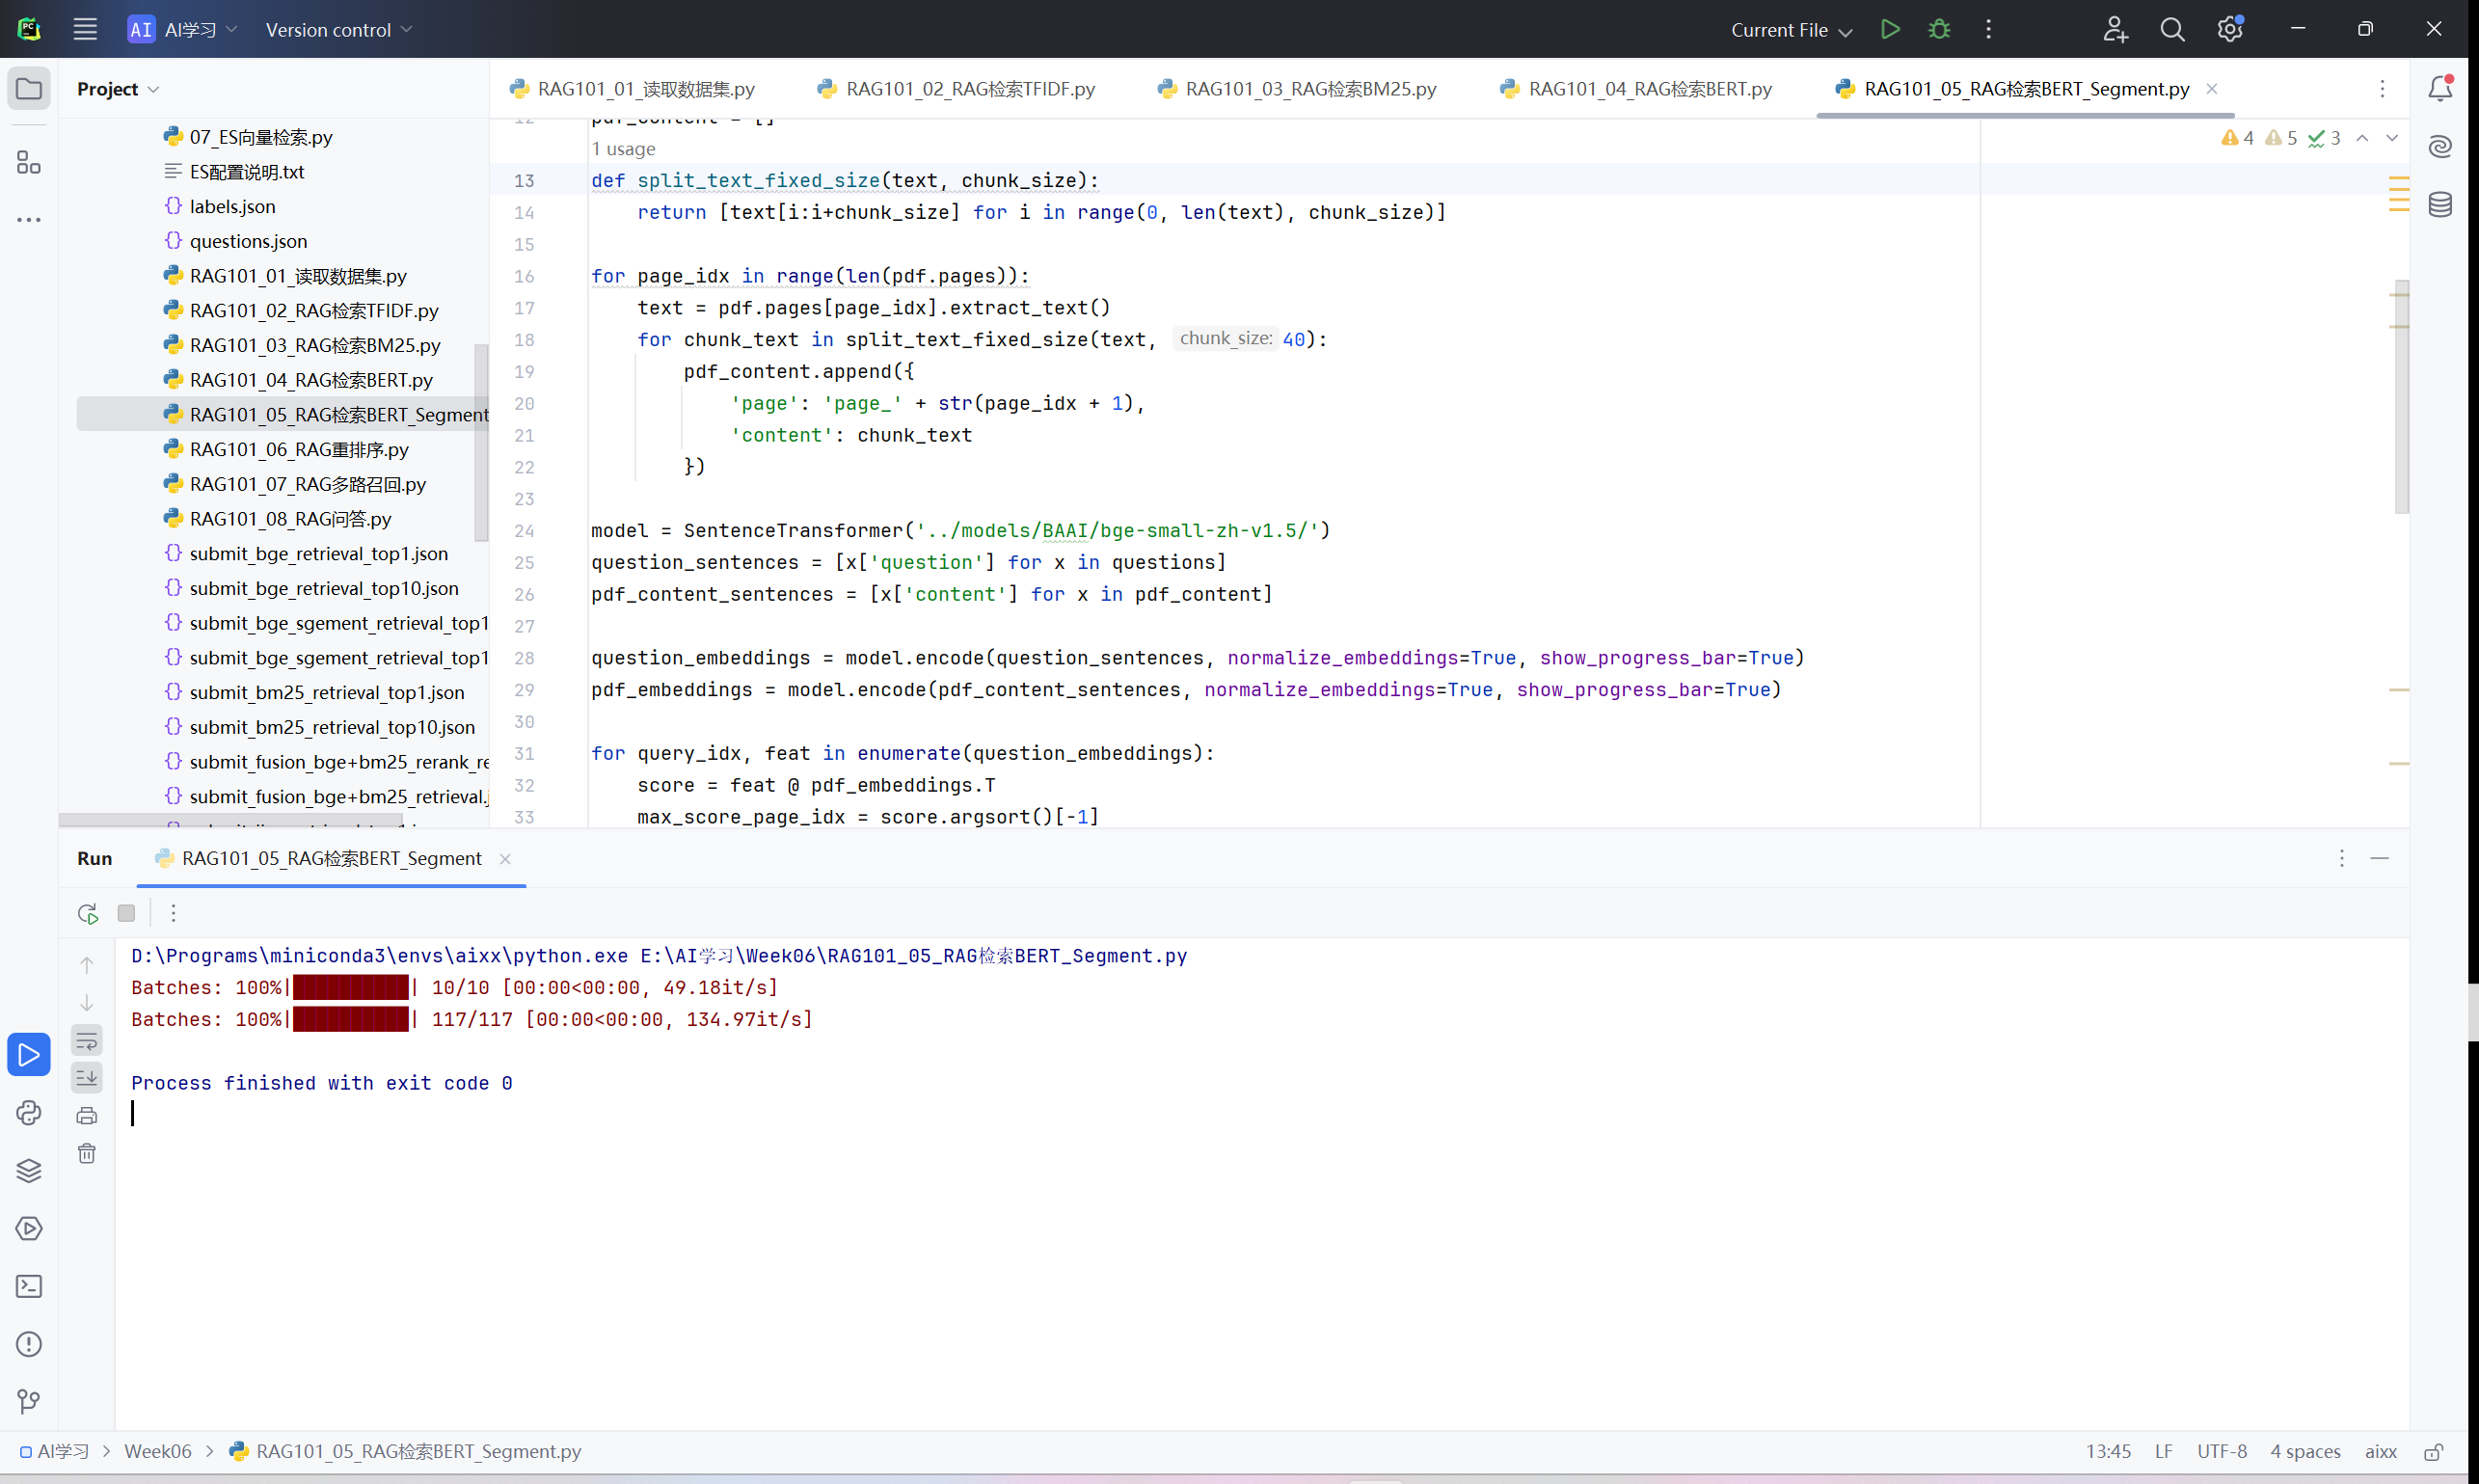 PC AI AI学习 Version control Current File
Project
RAG101_01_读取数据集.py RAG101_02_RAG检索TFIDF.py RAG101_03_RAG检索BM25.py RAG101_04_RAG检索BERT.py RAG101_05_RAG检索BERT_Segment.py
4 5 3
07_ES向量检索.py
ES配置说明.txt
labels.json
questions.json
RAG101_01_读取数据集.py
RAG101_02_RAG检索TFIDF.py
RAG101_03_RAG检索BM25.py
RAG101_04_RAG检索BERT.py
RAG101_05_RAG检索BERT_Segment
RAG101_06_RAG重排序.py
RAG101_07_RAG多路召回.py
RAG101_08_RAG问答.py
submit_bge_retrieval_top1.json
submit_bge_retrieval_top10.json
submit_bge_sgement_retrieval_top1
submit_bge_sgement_retrieval_top1
submit_bm25_retrieval_top1.json
submit_bm25_retrieval_top10.json
submit_fusion_bge+bm25_rerank_re
submit_fusion_bge+bm25_retrieval.j
12 pdf_content = []
1 usage
13 def split_text_fixed_size(text, chunk_size):
14 return [text[i:i+chunk_size] for i in range(0, len(text), chunk_size)]
15
16 for page_idx in range(len(pdf.pages)):
17 text = pdf.pages[page_idx].extract_text()
18 for chunk_text in split_text_fixed_size(text, chunk_size: 40):
19 pdf_content.append({
20 'page': 'page_' + str(page_idx + 1),
21 'content': chunk_text
22 })
23
24 model = SentenceTransformer('../models/BAAI/bge-small-zh-v1.5/')
25 question_sentences = [x['question'] for x in questions]
26 pdf_content_sentences = [x['content'] for x in pdf_content]
27
28 question_embeddings = model.encode(question_sentences, normalize_embeddings=True, show_progress_bar=True)
29 pdf_embeddings = model.encode(pdf_content_sentences, normalize_embeddings=True, show_progress_bar=True)
30
31 for query_idx, feat in enumerate(question_embeddings):
32 score = feat @ pdf_embeddings.T
33 max_score_page_idx = score.argsort()[-1]
Run RAG101_05_RAG检索BERT_Segment
D:\Programs\miniconda3\envs\aixx\python.exe E:\AI学习\Week06\RAG101_05_RAG检索BERT_Segment.py
Batches: 100%|██████████| 10/10 [00:00<00:00, 49.18it/s]
Batches: 100%|██████████| 117/117 [00:00<00:00, 134.97it/s]
Process finished with exit code 0
AI学习 > Week06 > RAG101_05_RAG检索BERT_Segment.py 13:45 LF UTF-8 4 spaces aixx